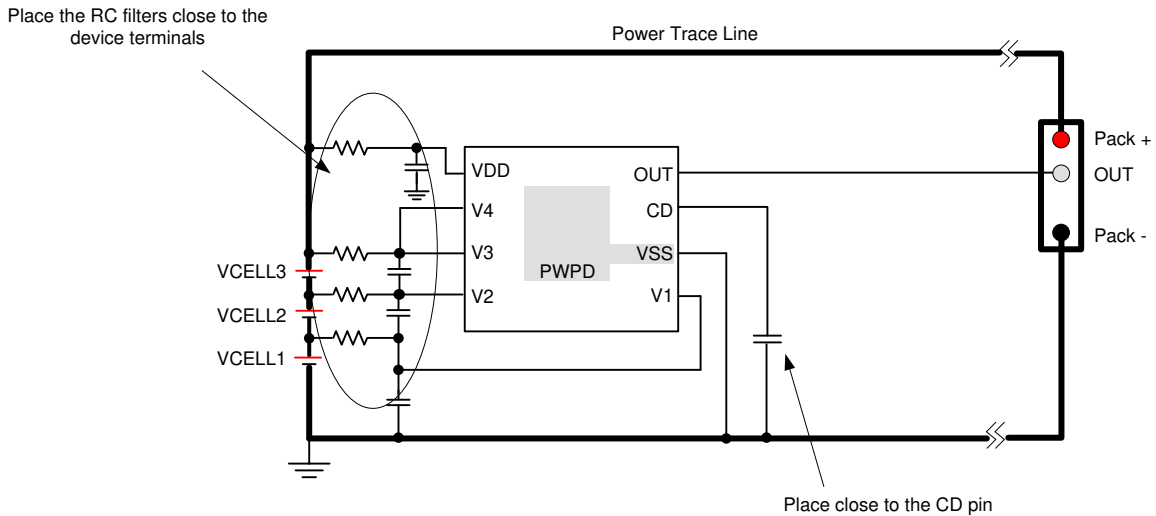 Place the RC filters close to the
device terminals
Power Trace Line
Pack +
OUT
Pack -
VDD
V4
V3
V2
OUT
CD
VSS
V1
PWPD
VCELL3
VCELL2
VCELL1
Place close to the CD pin